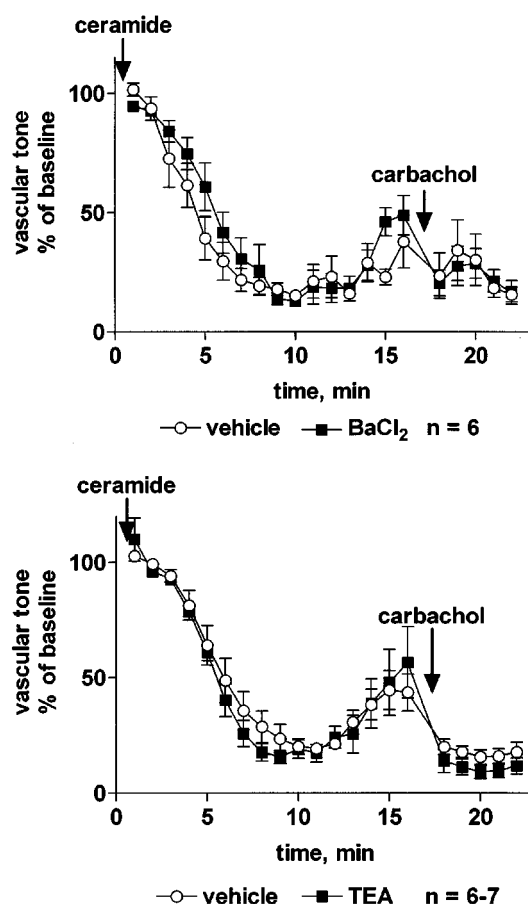 ceramide
100
50
0
vascular tone
% of baseline
carbachol
0 5 10 15 20
time, min
vehicle BaCl₂ n = 6
ceramide
100
50
0
vascular tone
% of baseline
carbachol
0 5 10 15 20
time, min
vehicle TEA n = 6-7